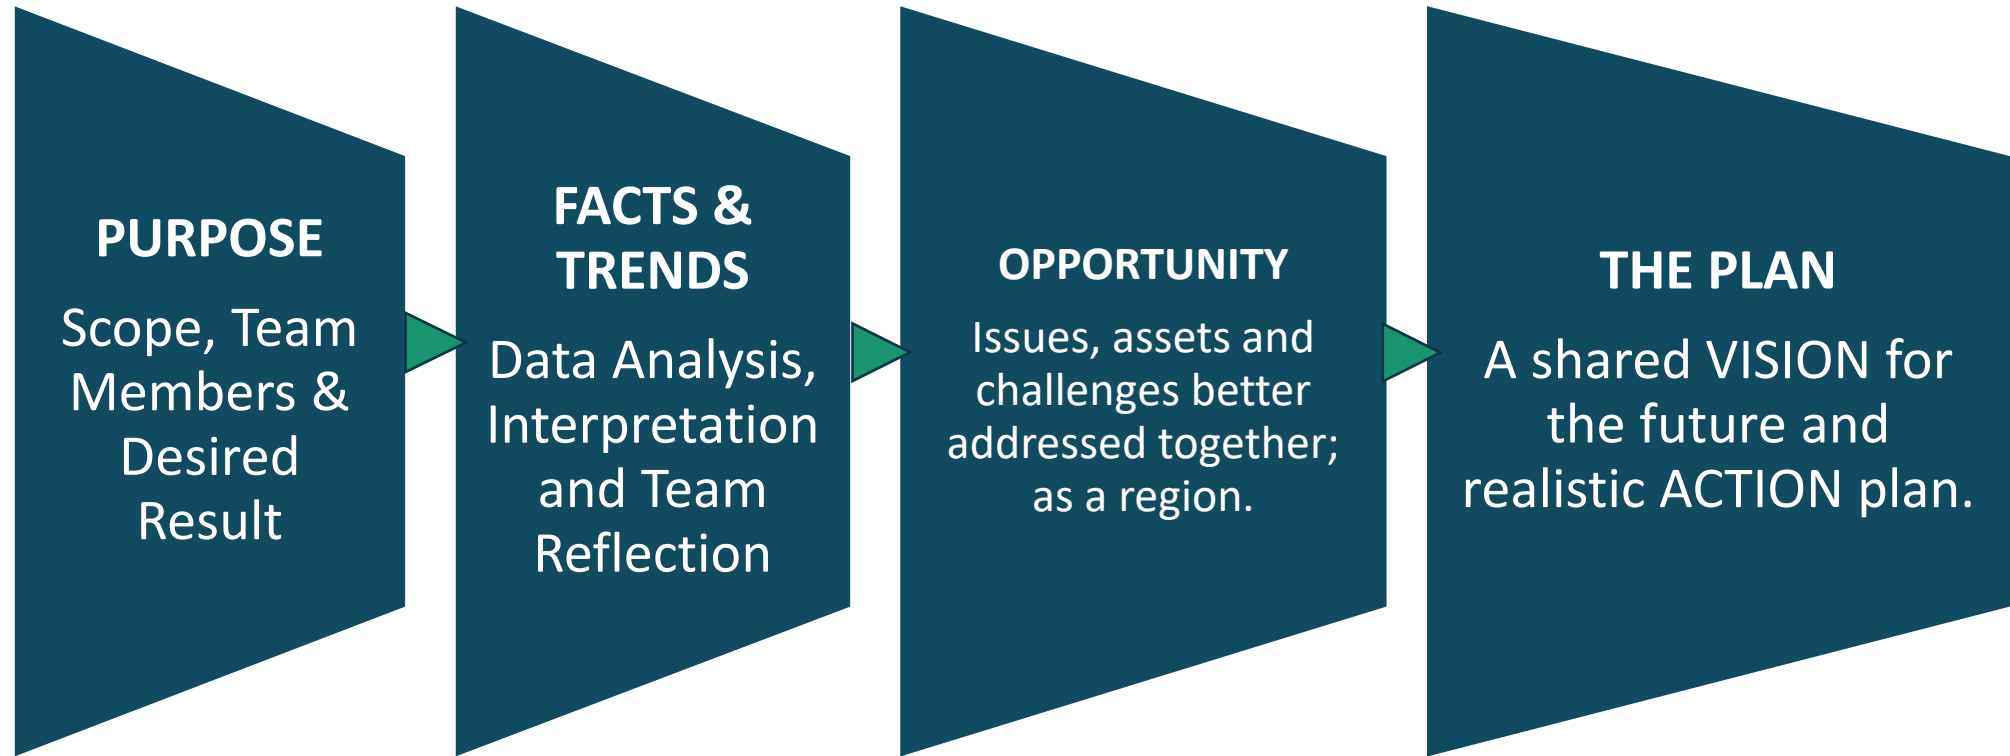 PURPOSE
Scope, Team
Members &
Desired
Result
FACTS &
TRENDS
Data Analysis,
Interpretation
and Team
Reflection
OPPORTUNITY
Issues, assets and
challenges better
addressed together;
as a region.
THE PLAN
A shared VISION for
the future and
realistic ACTION plan.